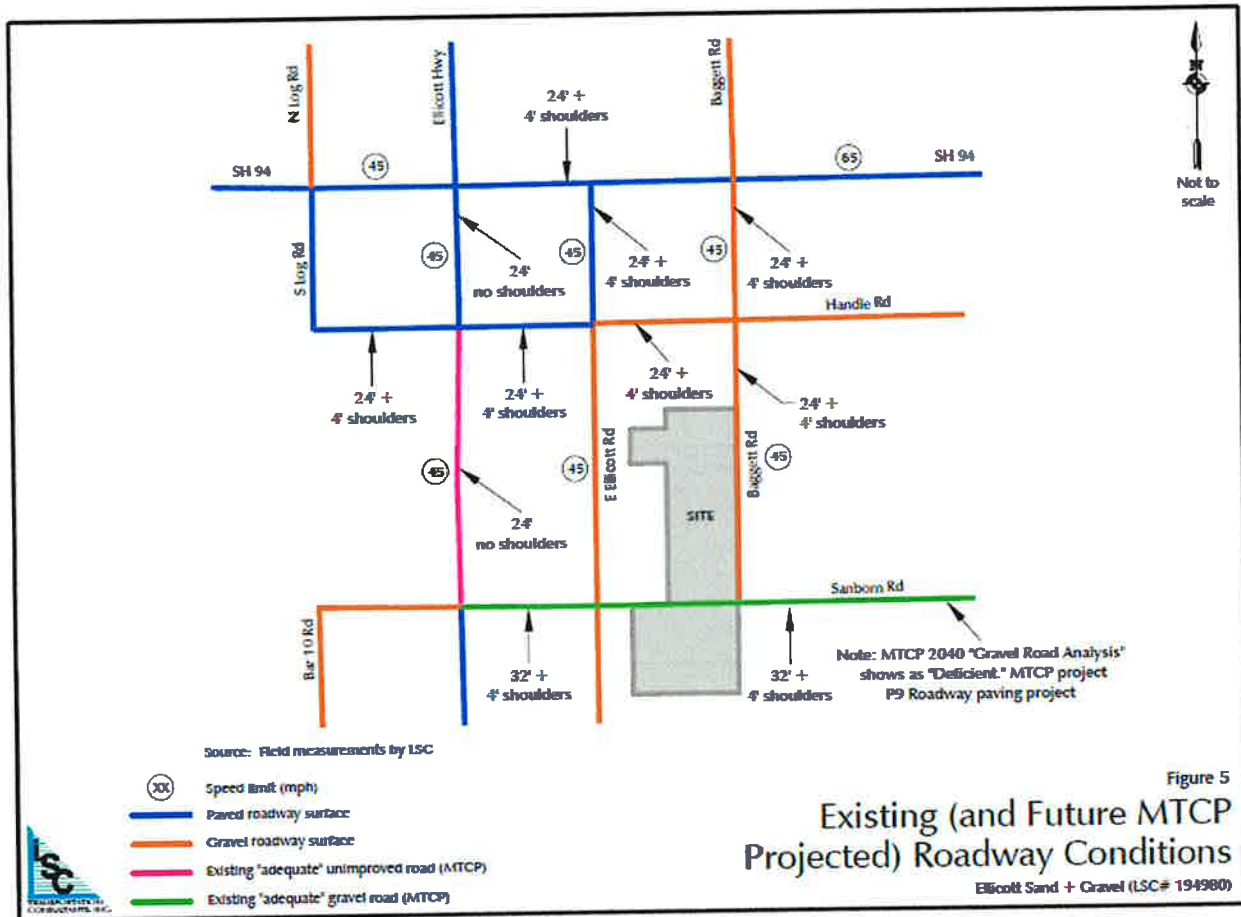 N Log Rd
Ellicott Hwy
Baggett Rd
24' +
4' shoulders
SH 94
45
65
SH 94
Not to
scale
S Log Rd
45
24'
no shoulders
45
24' +
4' shoulders
45
24' +
4' shoulders
Handle Rd
24' +
4' shoulders
24' +
4' shoulders
24' +
4' shoulders
24' +
4' shoulders
45
24'
no shoulders
45
E Ellicott Rd
SITE
Baggett Rd
45
Sanborn Rd
Bar 10 Rd
32' +
4' shoulders
32' +
4' shoulders
Note: MTCP 2040 "Gravel Road Analysis"
shows as "Deficient." MTCP project
P9 Roadway paving project
Source: Field measurements by LSC
XX Speed limit (mph)
Paved roadway surface
Gravel roadway surface
Existing "adequate" unimproved road (MTCP)
Existing "adequate" gravel road (MTCP)
LSC
TRANSPORTATION
CONSULTANTS, INC.
Figure 5
Existing (and Future MTCP
Projected) Roadway Conditions
Ellicott Sand + Gravel (LSC# 194980)